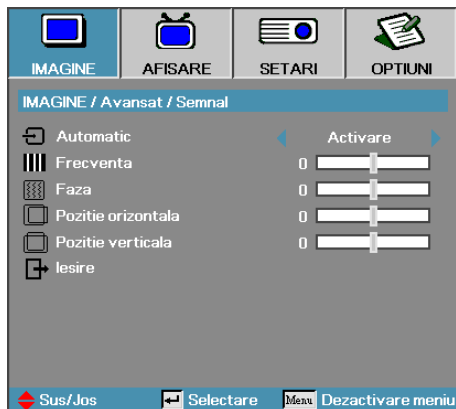 IMAGINE AFISARE SETARI OPTIUNI
IMAGINE / Avansat / Semnal
Automatic Activare
Frecventa 0
Faza 0
Pozitie orizontala 0
Pozitie verticala 0
Iesire
Sus/Jos Selectare Menu Dezactivare meniu